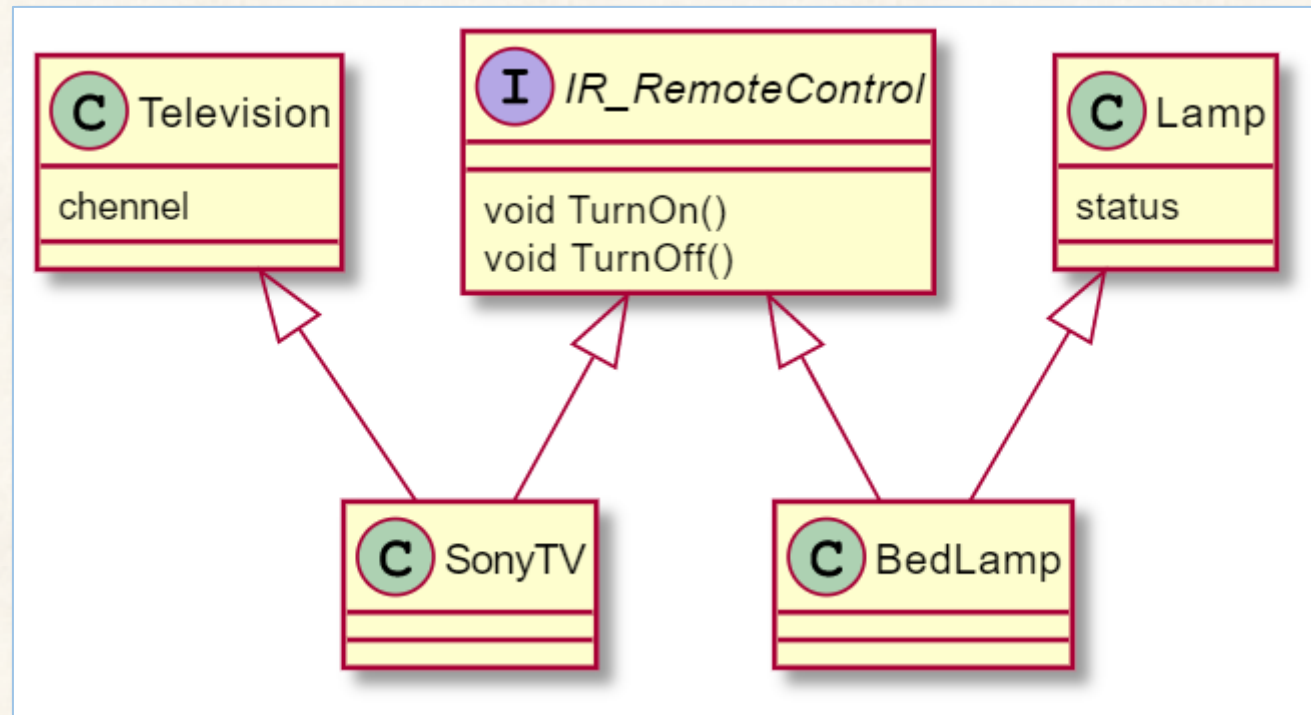 C Television
chennel
I IR_RemoteControl
void TurnOn()
void TurnOff()
C Lamp
status
C SonyTV
C BedLamp